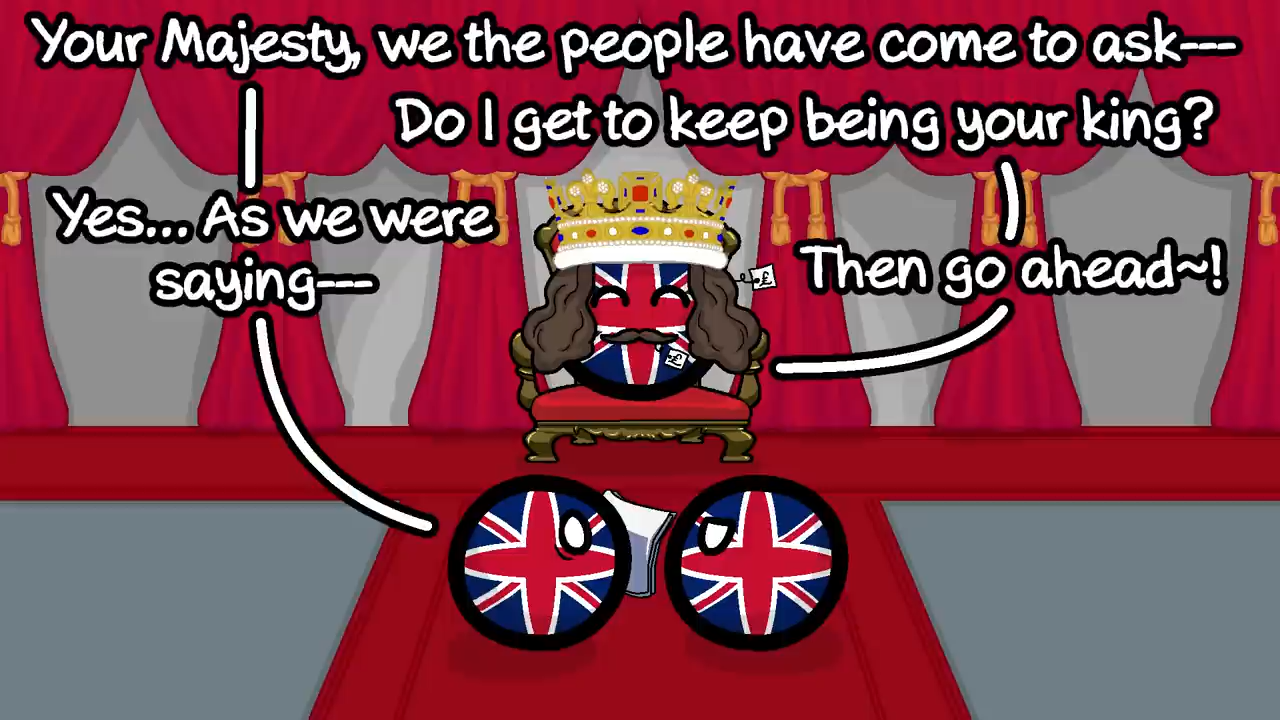 Your Majesty, we the people have come to ask---
Do I get to keep being your king?
Yes... As we were
saying---
Then go ahead~!
£
£